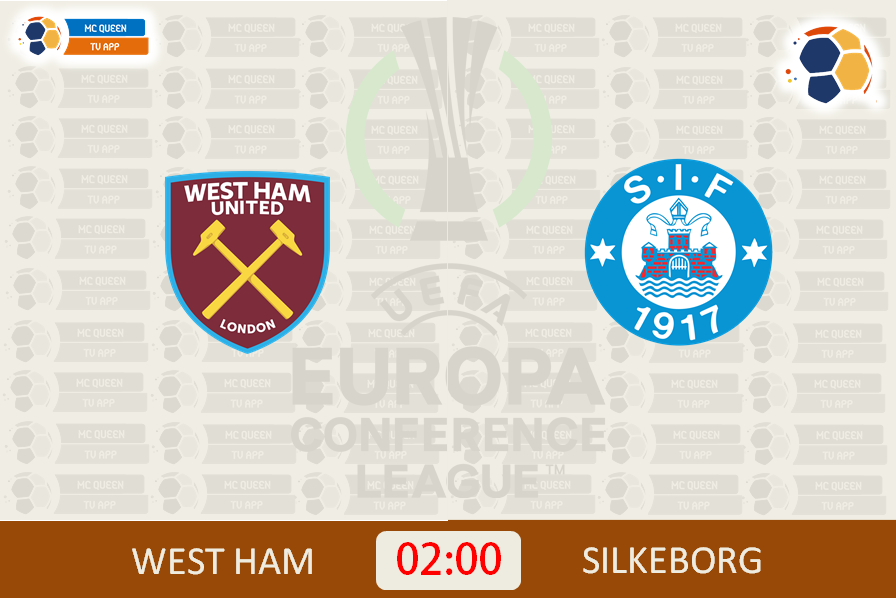 MC QUEEN
TV APP
WEST HAM
UNITED
LONDON
S·I·F
1917
UEFA
EUROPA
CONFERENCE
LEAGUE™
WEST HAM
02:00
SILKEBORG